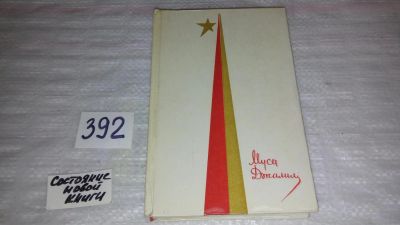 392
Состояние
новой
книги
Муса
Джалиль